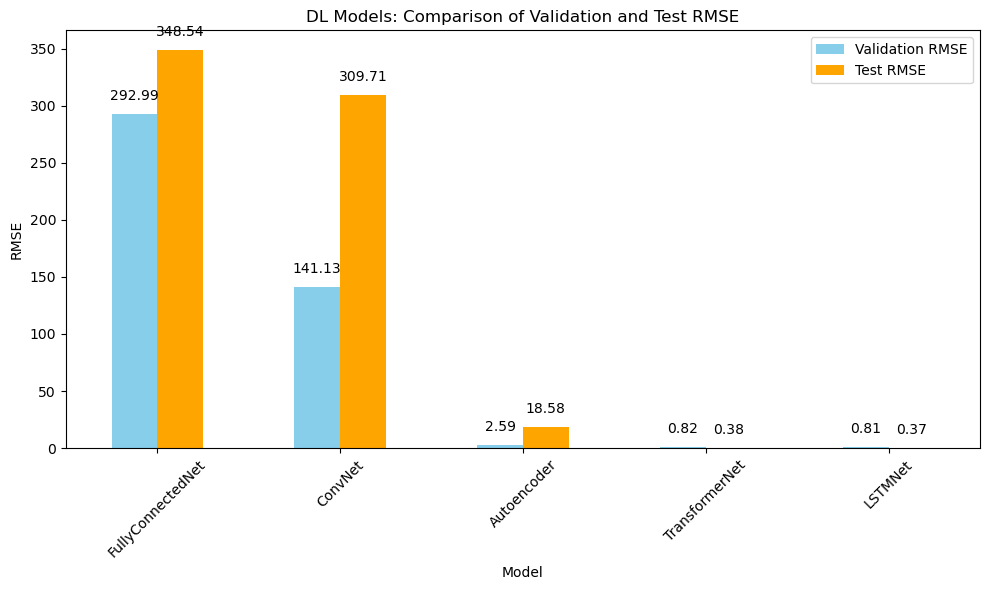 DL Models: Comparison of Validation and Test RMSE
Validation RMSE
Test RMSE
RMSE
350
300
250
200
150
100
50
0
292.99
348.54
141.13
309.71
2.59
18.58
0.82
0.38
0.81
0.37
FullyConnectedNet
ConvNet
Autoencoder
TransformerNet
LSTMNet
Model